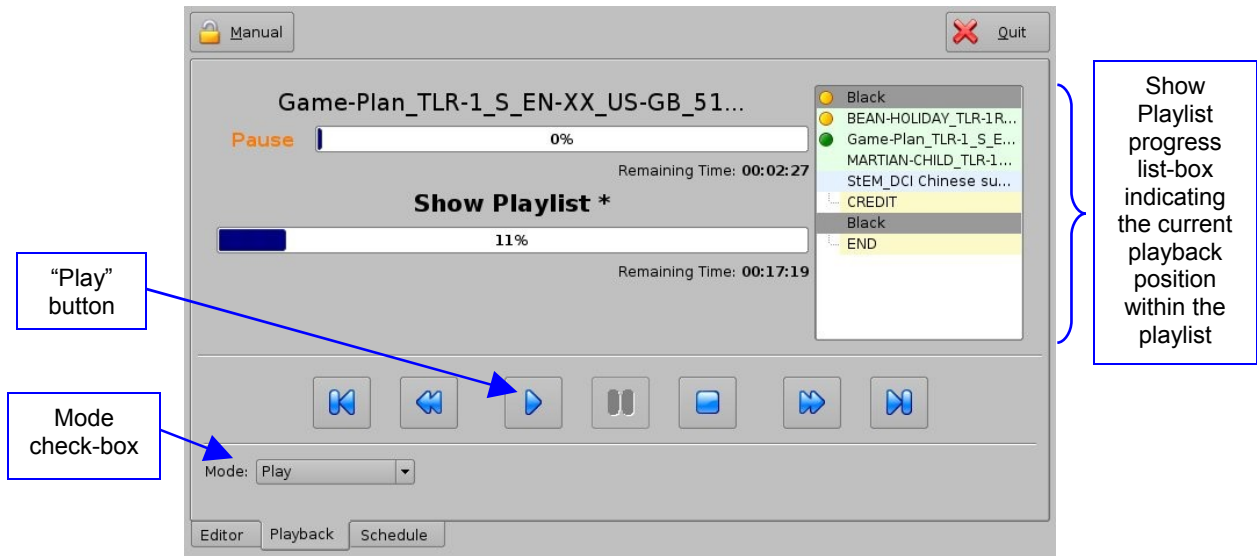 Manual
Quit
Game-Plan_TLR-1_S_EN-XX_US-GB_51...
Pause
0%
Remaining Time: 00:02:27
Show Playlist *
11%
Remaining Time: 00:17:19
Black
BEAN-HOLIDAY_TLR-1R...
Game-Plan_TLR-1_S_E...
MARTIAN-CHILD_TLR-1...
StEM_DCI Chinese su...
CREDIT
Black
END
Show
Playlist
progress
list-box
indicating
the current
playback
position
within the
playlist
“Play”
button
Mode
check-box
Mode: Play
Editor
Playback
Schedule